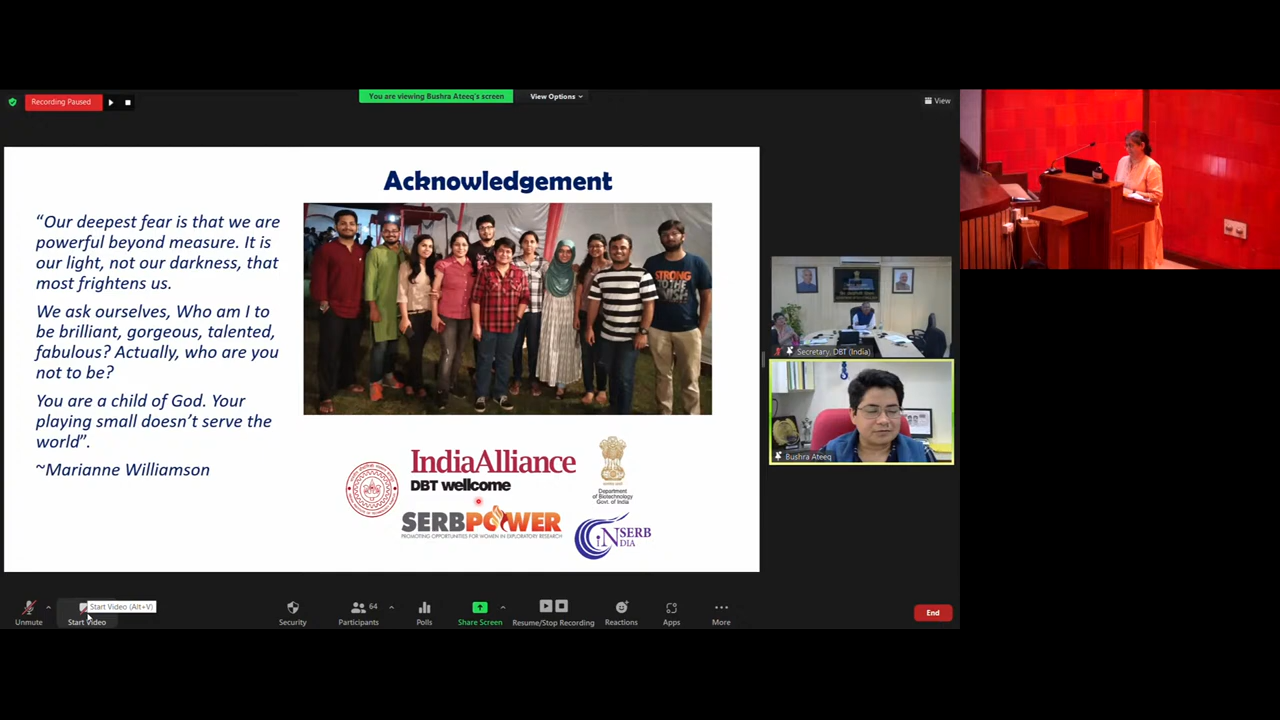 Recording Paused
You are viewing Bushra Ateeq's screen
View Options
View
Acknowledgement
“Our deepest fear is that we are
powerful beyond measure. It is
our light, not our darkness, that
most frightens us.
We ask ourselves, Who am I to
be brilliant, gorgeous, talented,
fabulous? Actually, who are you
not to be?
You are a child of God. Your
playing small doesn’t serve the
world”.
~Marianne Williamson
STRONG
IndiaAlliance
DBT wellcome
Department
of Biotechnology
Govt. of India
SERBPOWER
PROMOTING OPPORTUNITIES FOR WOMEN IN EXPLORATORY RESEARCH
SERB
INDIA
Secretary, DBT (India)
Bushra Ateeq
Start Video (Alt+V)
Unmute
Start Video
Security
64
Participants
Polls
Share Screen
Resume/Stop Recording
Reactions
Apps
More
End